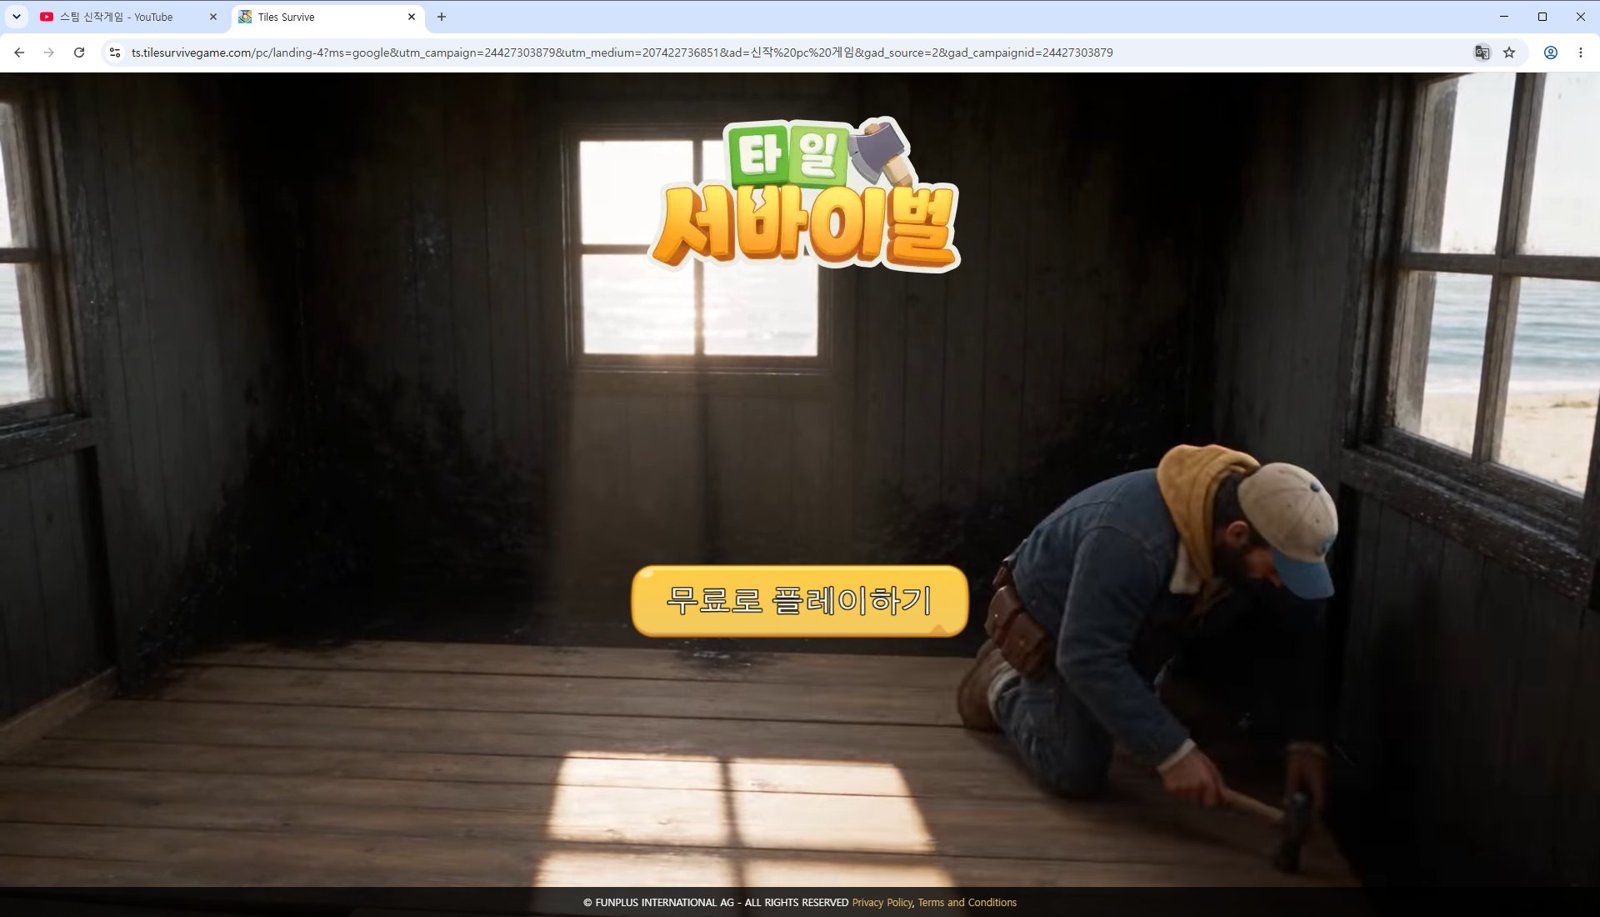 스팀 신작게임 - YouTube
Tiles Survive
ts.tilesurvivegame.com/pc/landing-4?ms=google&utm_campaign=24427303879&utm_medium=207422736851&ad=신작%20pc%20게임&gad_source=2&gad_campaignid=24427303879
타일
서바이벌
무료로 플레이하기
© FUNPLUS INTERNATIONAL AG - ALL RIGHTS RESERVED Privacy Policy, Terms and Conditions